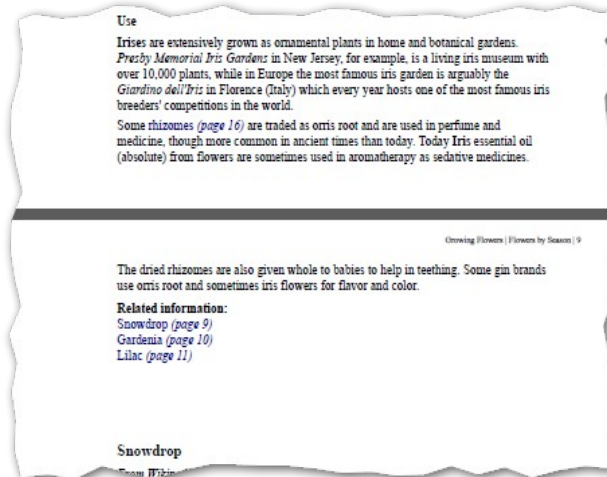 Use
Irises are extensively grown as ornamental plants in home and botanical gardens.
Presby Memorial Iris Gardens in New Jersey, for example, is a living iris museum with
over 10,000 plants, while in Europe the most famous iris garden is arguably the
Giardino dell'Iris in Florence (Italy) which every year hosts one of the most famous iris
breeders' competitions in the world.
Some rhizomes (page 16) are traded as orris root and are used in perfume and
medicine, though more common in ancient times than today. Today Iris essential oil
(absolute) from flowers are sometimes used in aromatherapy as sedative medicines.
Growing Flowers | Flowers by Season | 9
The dried rhizomes are also given whole to babies to help in teething. Some gin brands
use orris root and sometimes iris flowers for flavor and color.
Related information:
Snowdrop (page 9)
Gardenia (page 10)
Lilac (page 11)
Snowdrop
From